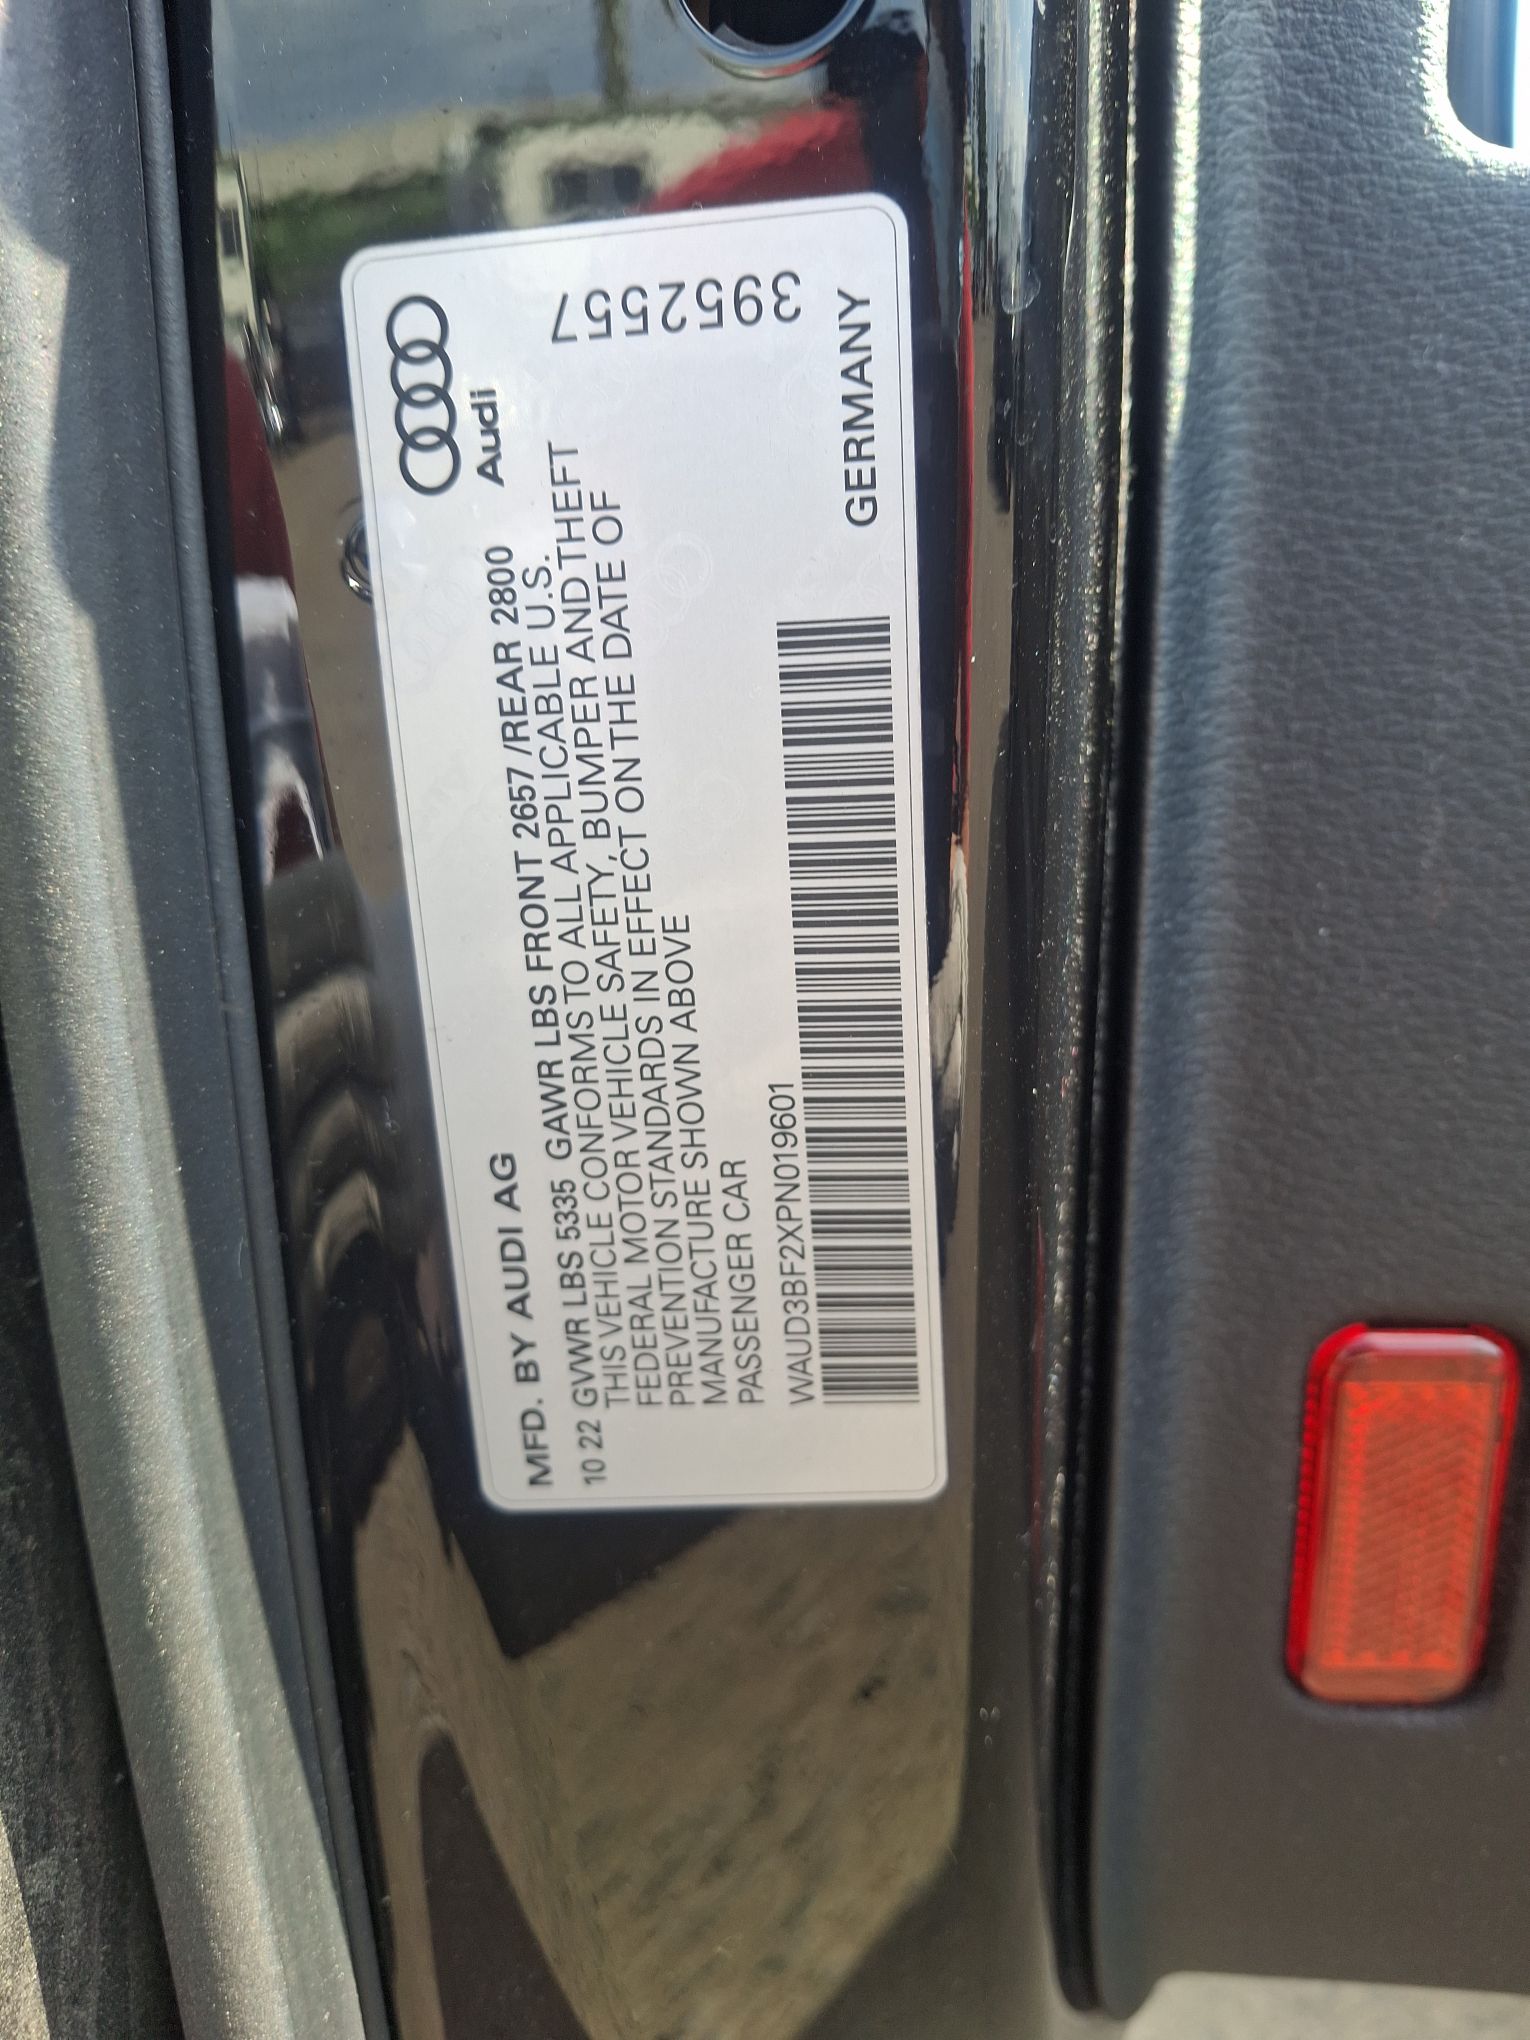 Audi
MFD. BY AUDI AG
10 22 GVWR LBS 5335 GAWR LBS FRONT 2657 /REAR 2800
THIS VEHICLE CONFORMS TO ALL APPLICABLE U.S.
FEDERAL MOTOR VEHICLE SAFETY, BUMPER AND THEFT
PREVENTION STANDARDS IN EFFECT ON THE DATE OF
MANUFACTURE SHOWN ABOVE
PASSENGER CAR
WAUD3BF2XPN019601
GERMANY
3952557